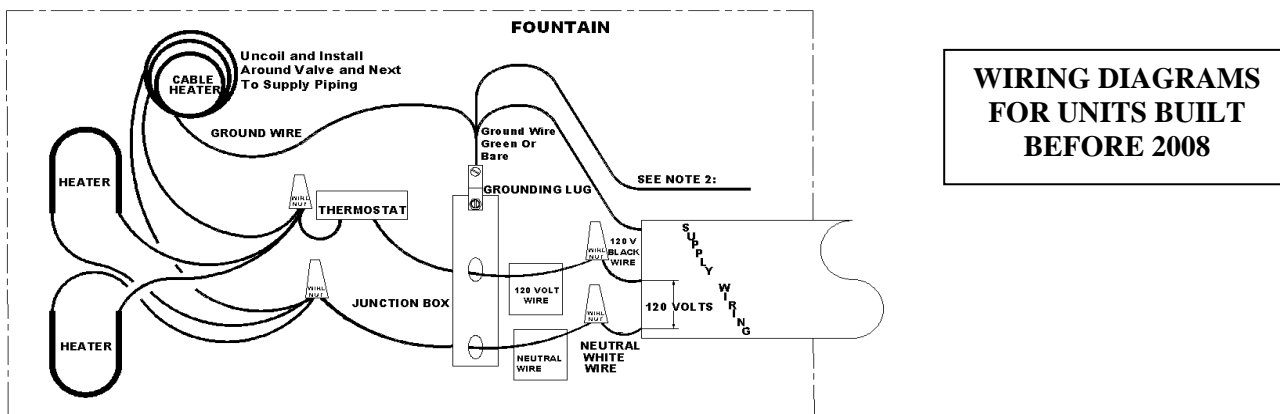 FOUNTAIN
Uncoil and Install
Around Valve and Next
To Supply Piping
CABLE
HEATER
GROUND WIRE
Ground Wire
Green Or
Bare
SEE NOTE 2:
HEATER
GROUNDING LUG
WIRE
NUT
THERMOSTAT
120 V
BLACK
WIRE
WIRE
NUT
SUPPLY WIRING
WIRE
NUT
JUNCTION BOX
120 VOLT
WIRE
WIRE
NUT
120 VOLTS
HEATER
NEUTRAL
WIRE
NEUTRAL
WHITE
WIRE
WIRING DIAGRAMS
FOR UNITS BUILT
BEFORE 2008